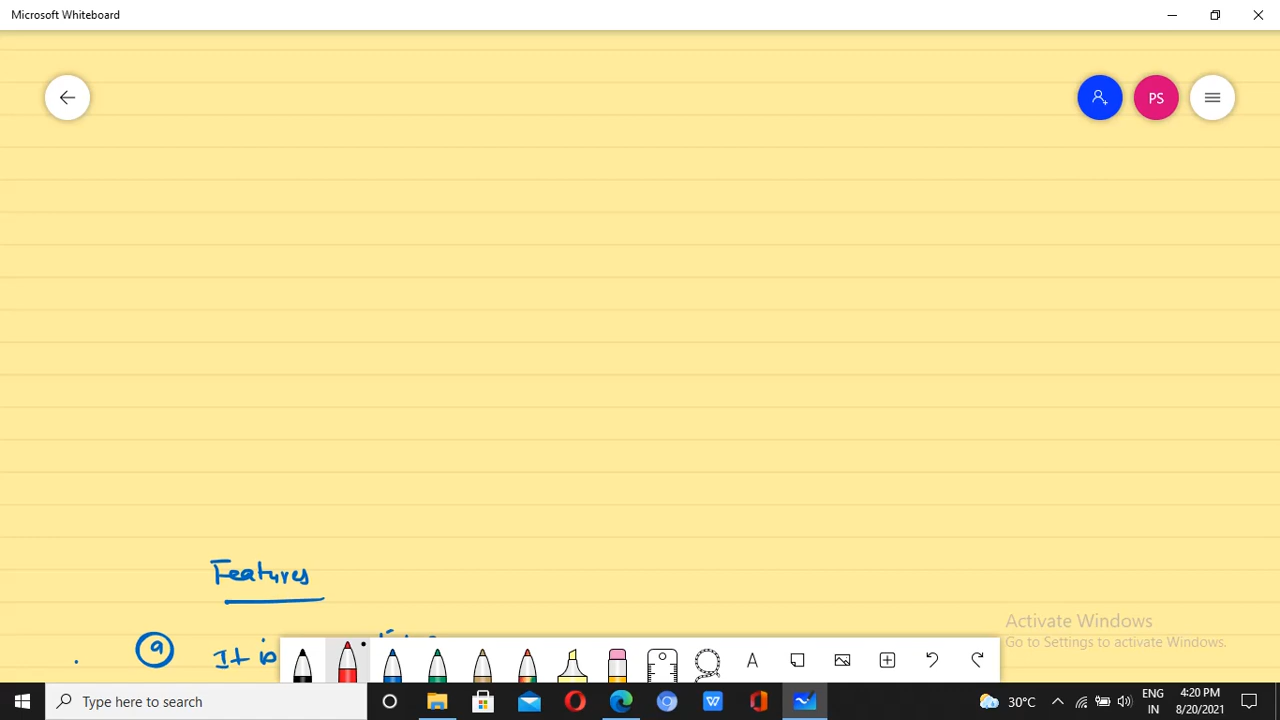 Microsoft Whiteboard
PS
Features
a It is
A
Activate Windows
Go to Settings to activate Windows.
Type here to search
W
30°C
ENG
IN
4:20 PM
8/20/2021